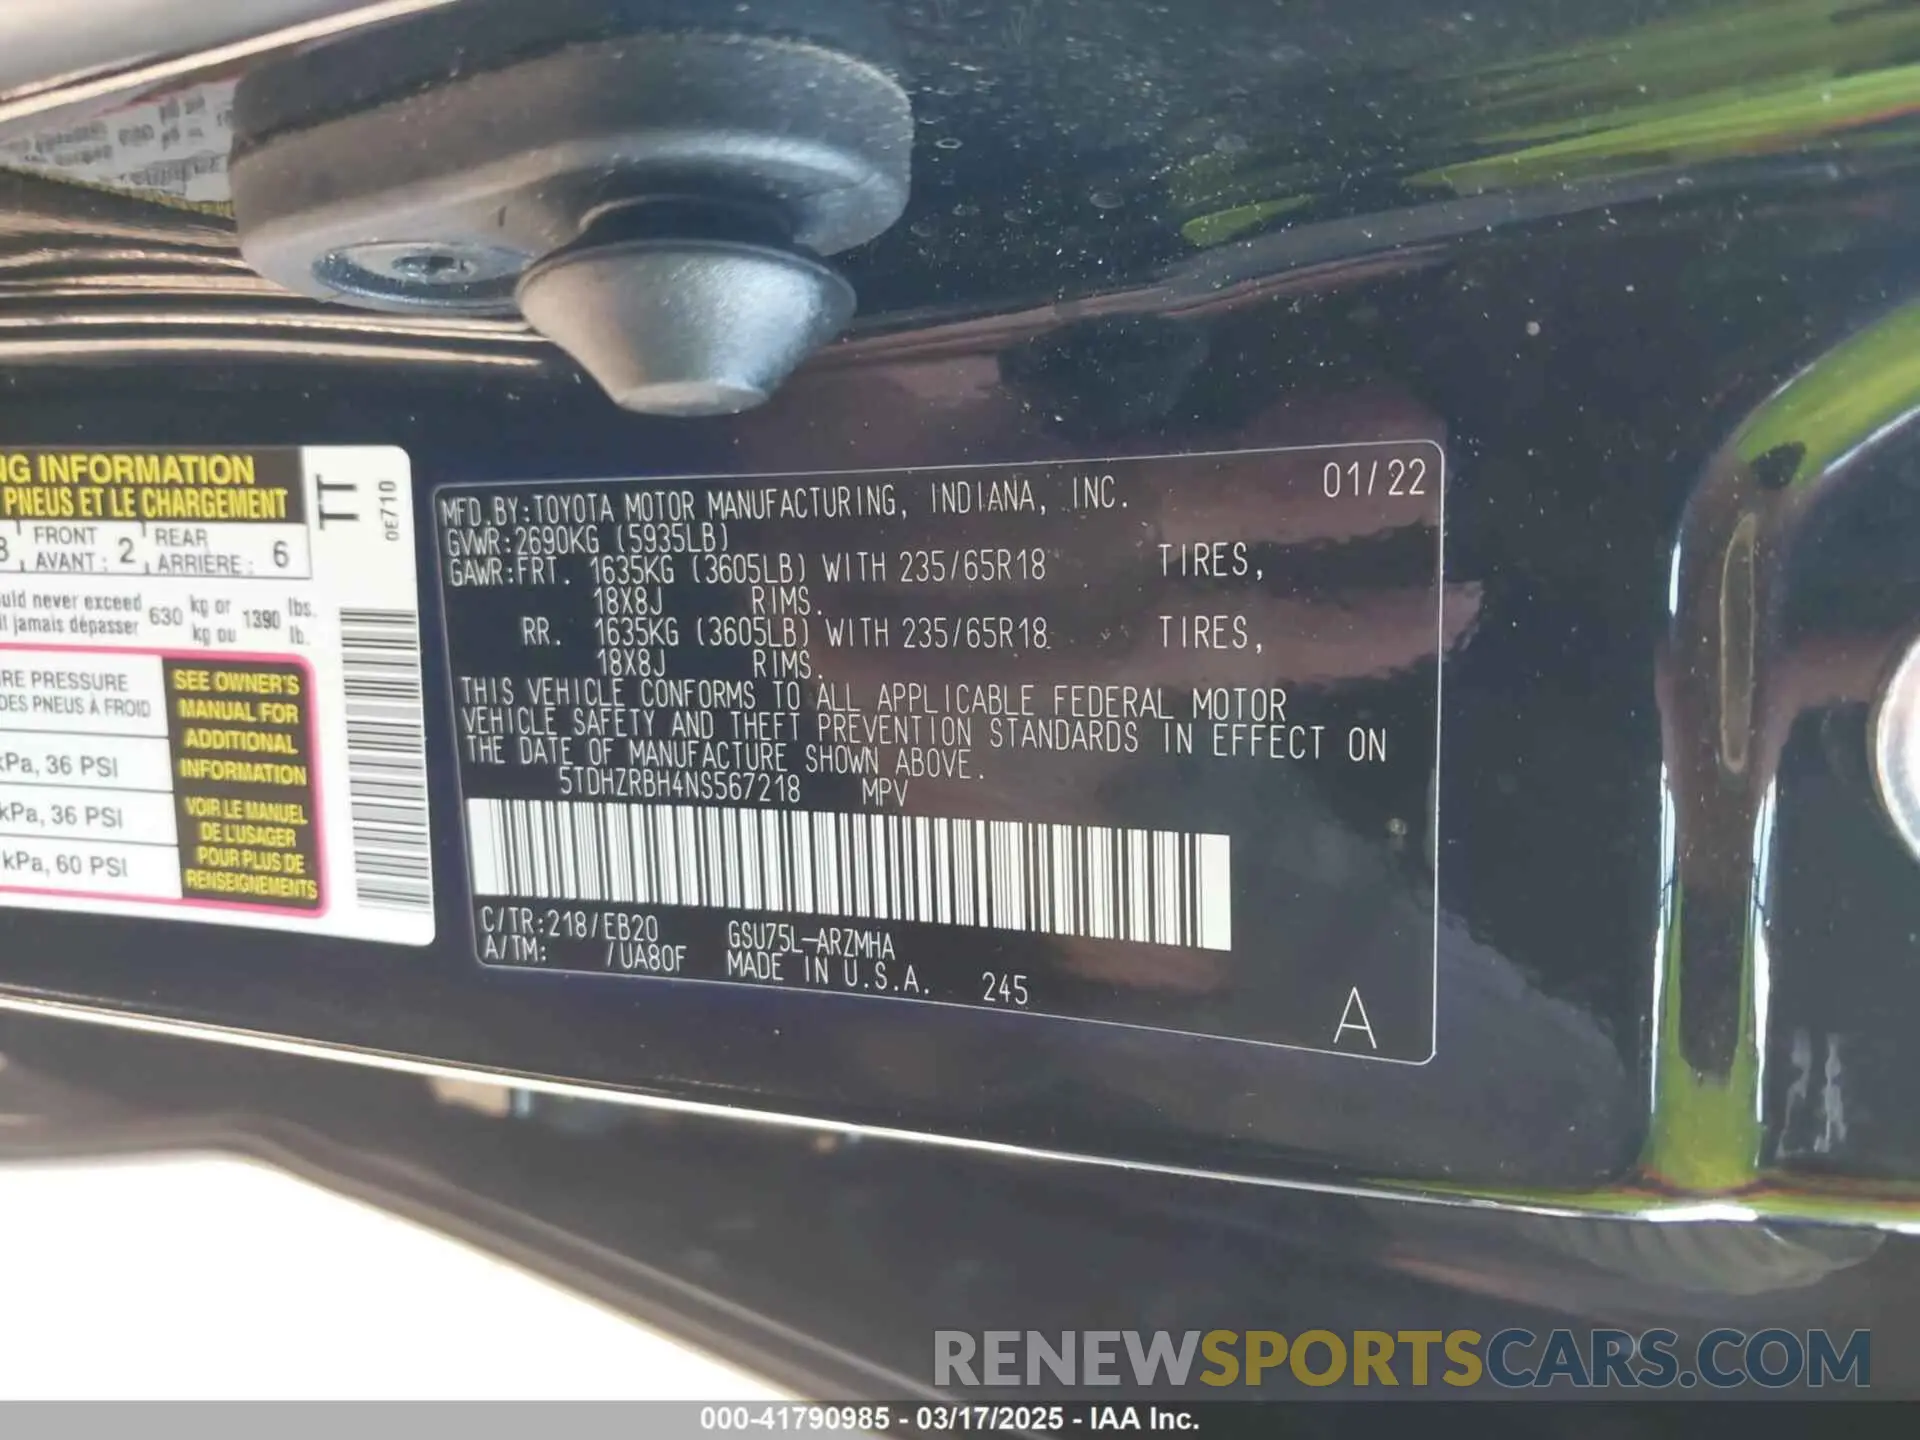 NG INFORMATION
PNEUS ET LE CHARGEMENT
FRONT
AVANT : 2
REAR
ARRIÈRE : 6
uld never exceed
it jamais dépasser
630
kg or
kg ou
1390
lbs.
lb.
RE PRESSURE
DES PNEUS À FROID
kPa, 36 PSI
kPa, 36 PSI
kPa, 60 PSI
SEE OWNER'S
MANUAL FOR
ADDITIONAL
INFORMATION
VOIR LE MANUEL
DE L'USAGER
POUR PLUS DE
RENSEIGNEMENTS
TT
0E710
MFD.BY:TOYOTA MOTOR MANUFACTURING, INDIANA, INC. 01/22
GVWR:2690KG (5935LB)
GAWR:FRT. 1635KG (3605LB) WITH 235/65R18 TIRES,
18X8J RIMS.
RR. 1635KG (3605LB) WITH 235/65R18 TIRES,
18X8J RIMS.
THIS VEHICLE CONFORMS TO ALL APPLICABLE FEDERAL MOTOR
VEHICLE SAFETY AND THEFT PREVENTION STANDARDS IN EFFECT ON
THE DATE OF MANUFACTURE SHOWN ABOVE.
5TDHZRBH4NS567218 MPV
C/TR:218/EB20 GSU75L-ARZMHA
A/TM: /UA80F MADE IN U.S.A. 245
A
RENEWSPORTSCARS.COM
000-41790985 - 03/17/2025 - IAA Inc.